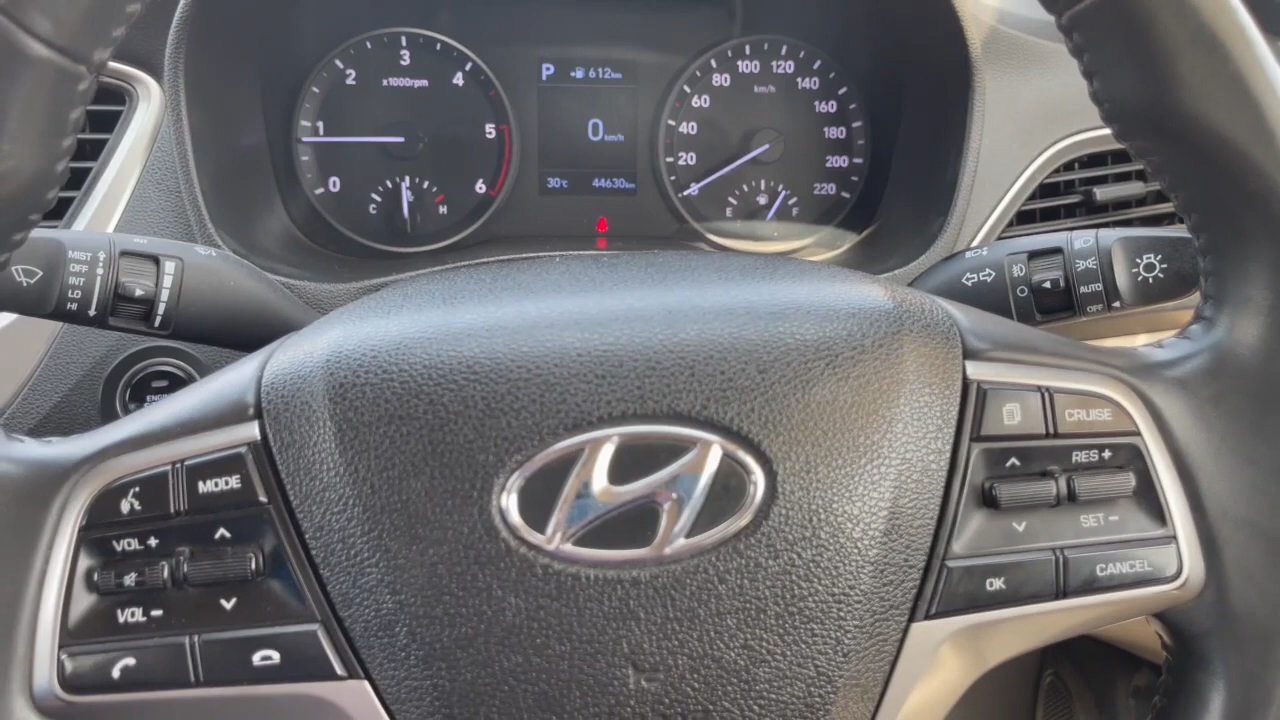 3
2
4
x1000rpm
1
5
0
6
C
H
P
612km
0km/h
30°C
44630km
100
120
80
140
km/h
60
160
40
180
20
200
0
220
E
F
MIST
OFF
INT
LO
HI
AUTO
OFF
MODE
VOL +
VOL −
CRUISE
RES +
SET −
OK
CANCEL